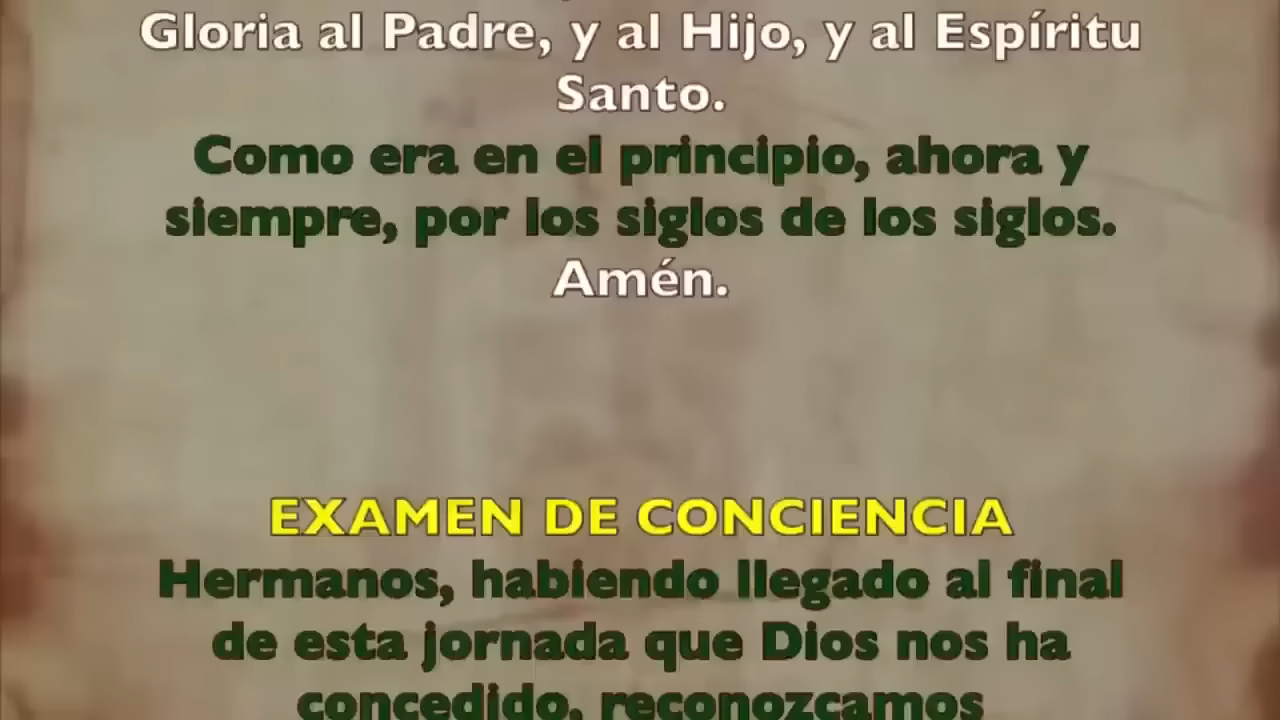 Gloria al Padre, y al Hijo, y al Espíritu
Santo.
Como era en el principio, ahora y
siempre, por los siglos de los siglos.
Amén.
EXAMEN DE CONCIENCIA
Hermanos, habiendo llegado al final
de esta jornada que Dios nos ha
concedido, reconozcamos